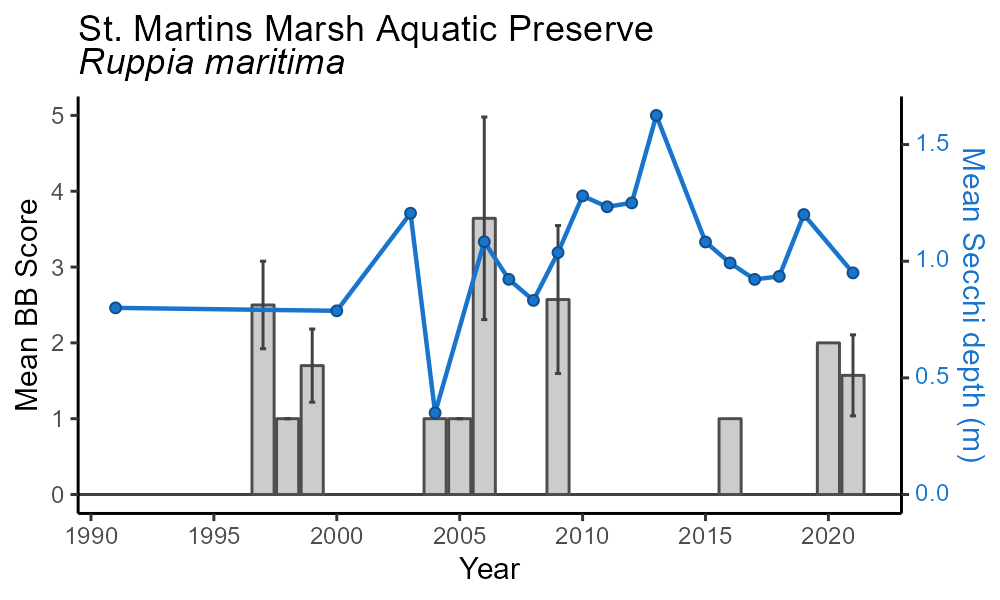 St. Martins Marsh Aquatic Preserve
Ruppia maritima
Mean BB Score
5
4
3
2
1
0
1.5
1.0
0.5
0.0
Mean Secchi depth (m)
1990 1995 2000 2005 2010 2015 2020
Year